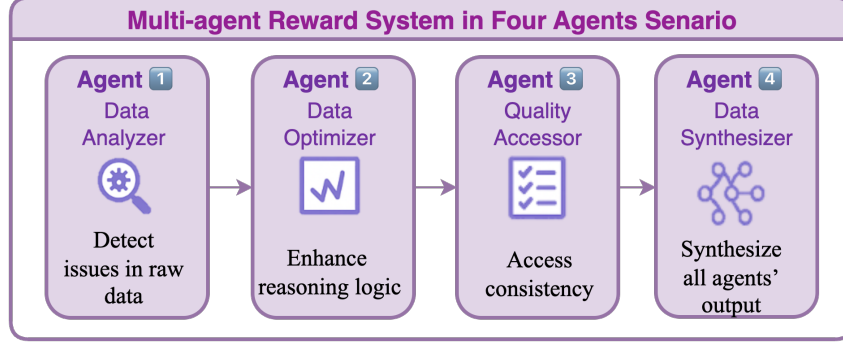 Multi-agent Reward System in Four Agents Senario
Agent 1
Data
Analyzer
Detect
issues in raw
data
Agent 2
Data
Optimizer
Enhance
reasoning logic
Agent 3
Quality
Accessor
Access
consistency
Agent 4
Data
Synthesizer
Synthesize
all agents’
output